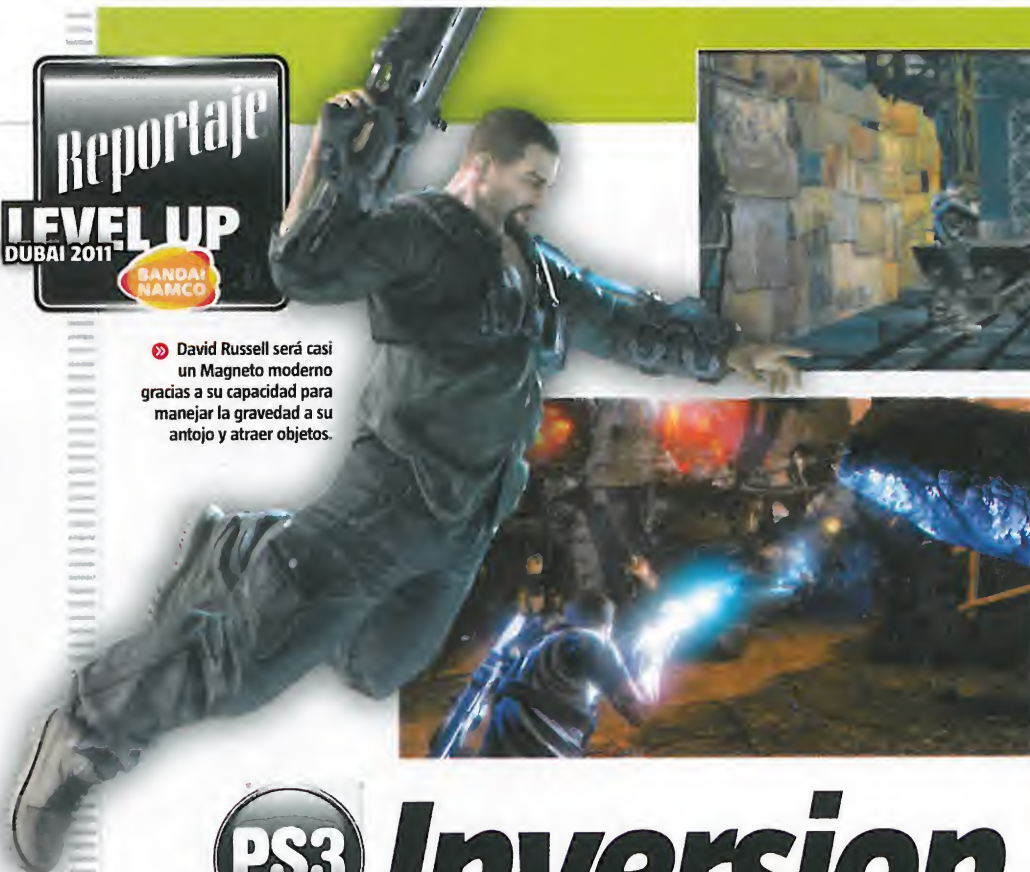 Reportaje
LEVEL UP
DUBAI 2011
BANDAI
NAMCO
David Russell será casi
un Magneto moderno
gracias a su capacidad para
manejar la gravedad a su
antojo y atraer objetos.
PS3
Inversion